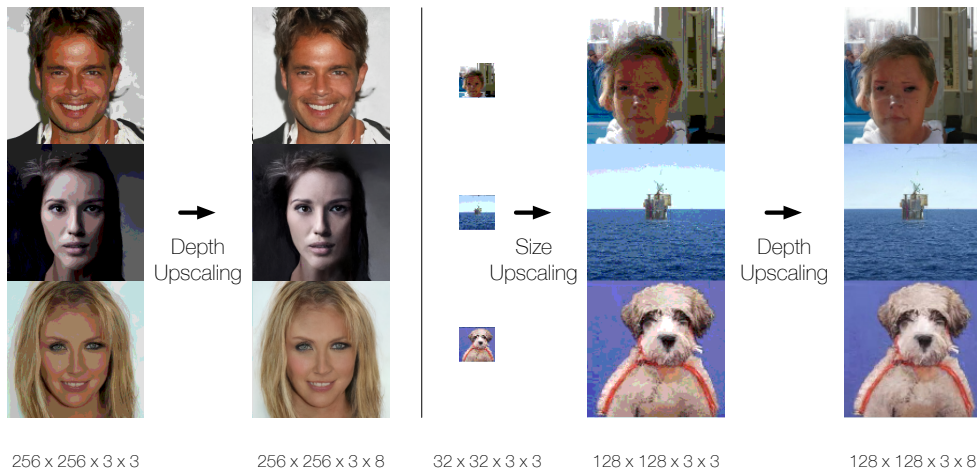 Depth
Upscaling
Size
Upscaling
Depth
Upscaling
256 x 256 x 3 x 3
256 x 256 x 3 x 8
32 x 32 x 3 x 3
128 x 128 x 3 x 3
128 x 128 x 3 x 8